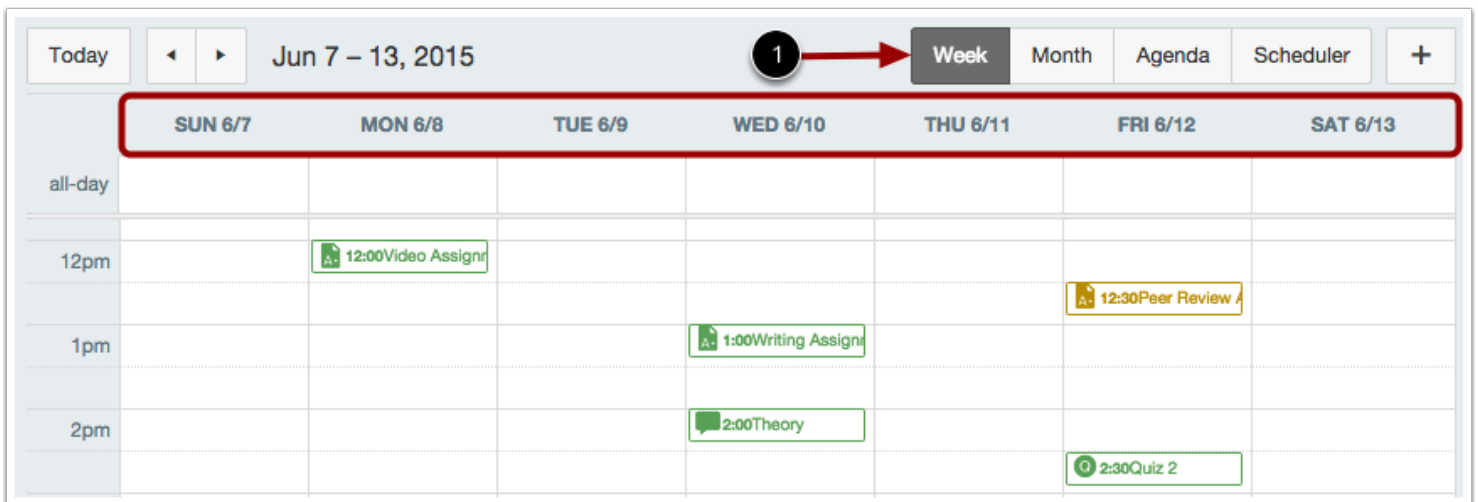 Today Jun 7 – 13, 2015 1 Week Month Agenda Scheduler +
SUN 6/7 MON 6/8 TUE 6/9 WED 6/10 THU 6/11 FRI 6/12 SAT 6/13
all-day
12pm A+ 12:00Video Assignm
A+ 12:30Peer Review A
1pm A+ 1:00Writing Assignm
2pm 2:00Theory
Q 2:30Quiz 2